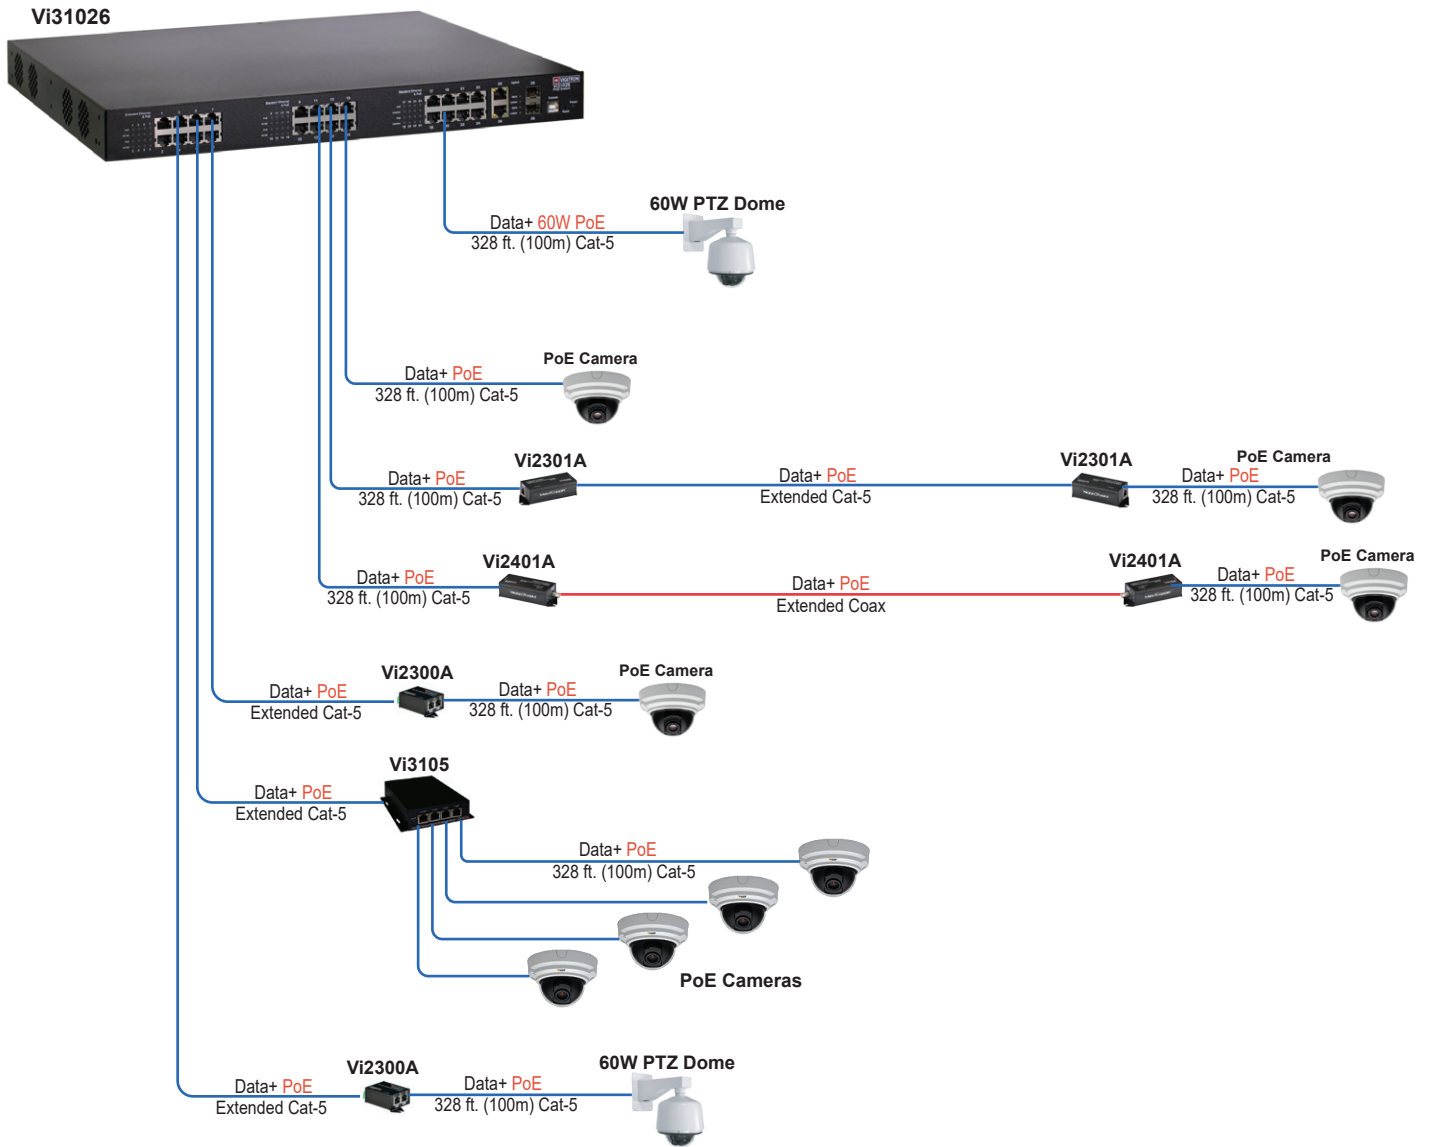 Vi31026
60W PTZ Dome
Data+ 60W PoE
328 ft. (100m) Cat-5
PoE Camera
Data+ PoE
328 ft. (100m) Cat-5
Vi2301A
Vi2301A
PoE Camera
Data+ PoE
328 ft. (100m) Cat-5
Data+ PoE
Extended Cat-5
Data+ PoE
328 ft. (100m) Cat-5
Vi2401A
Vi2401A
PoE Camera
Data+ PoE
328 ft. (100m) Cat-5
Data+ PoE
Extended Coax
Data+ PoE
328 ft. (100m) Cat-5
Vi2300A
PoE Camera
Data+ PoE
Extended Cat-5
Data+ PoE
328 ft. (100m) Cat-5
Vi3105
Data+ PoE
Extended Cat-5
Data+ PoE
328 ft. (100m) Cat-5
PoE Cameras
Vi2300A
60W PTZ Dome
Data+ PoE
Extended Cat-5
Data+ PoE
328 ft. (100m) Cat-5